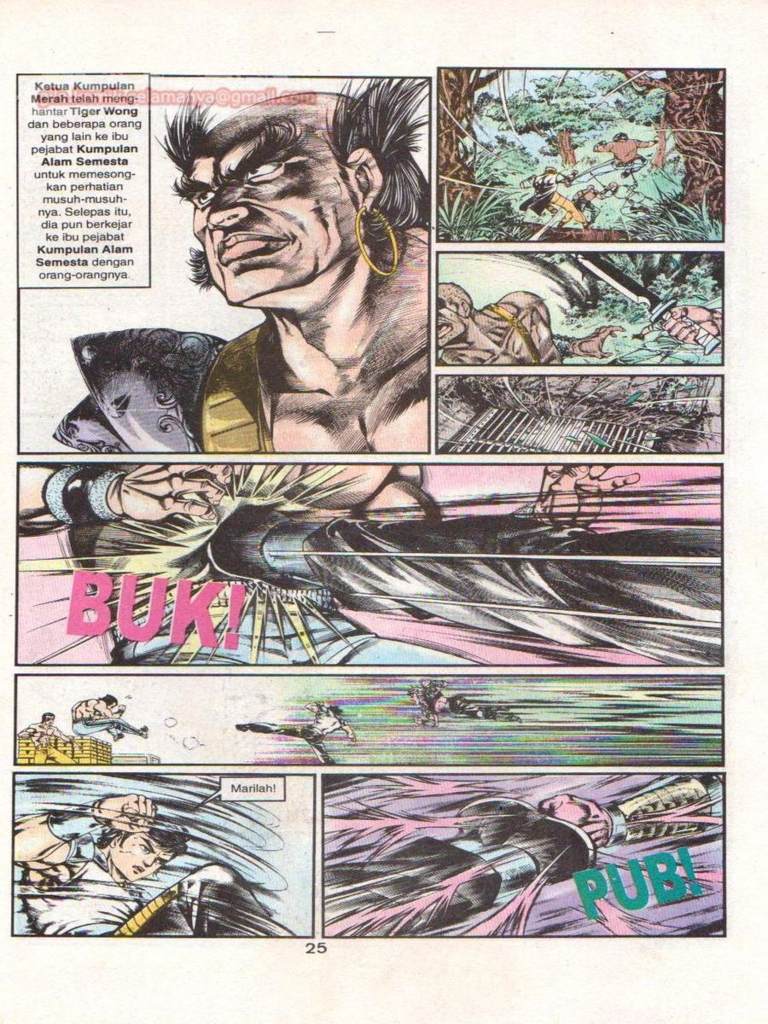 Ketua Kumpulan
Merah telah meng-
hantar Tiger Wong
dan beberapa orang
yang lain ke ibu
pejabat Kumpulan
Alam Semesta
untuk memesong-
kan perhatian
musuh-musuh-
nya. Selepas itu,
dia pun berkejar
ke ibu pejabat
Kumpulan Alam
Semesta dengan
orang-orangnya.
BUK!
Marilah!
PUB!
25